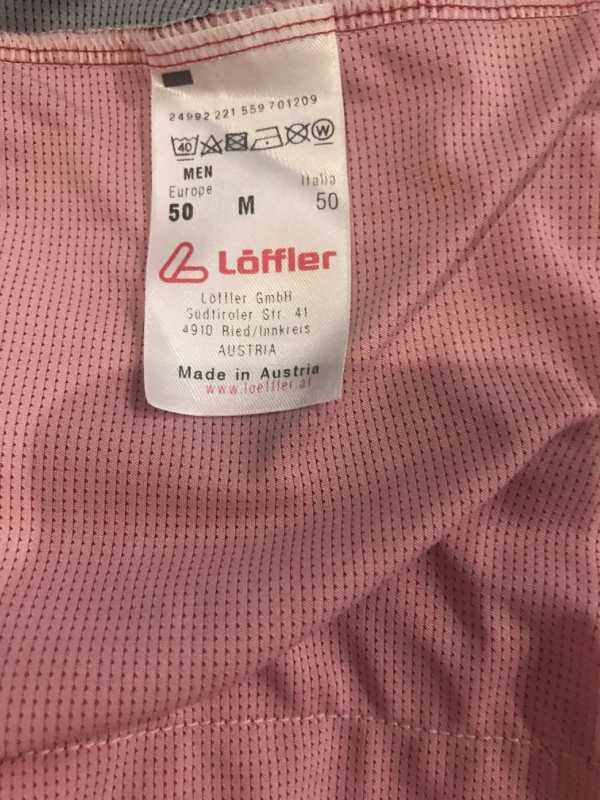 24992 221 559 701209
40 W
MEN
Europe Italia
50 M 50
Löffler
Löffler GmbH
Südtiroler Str. 41
4910 Ried/Innkreis
AUSTRIA
Made in Austria
www.loeffler.at